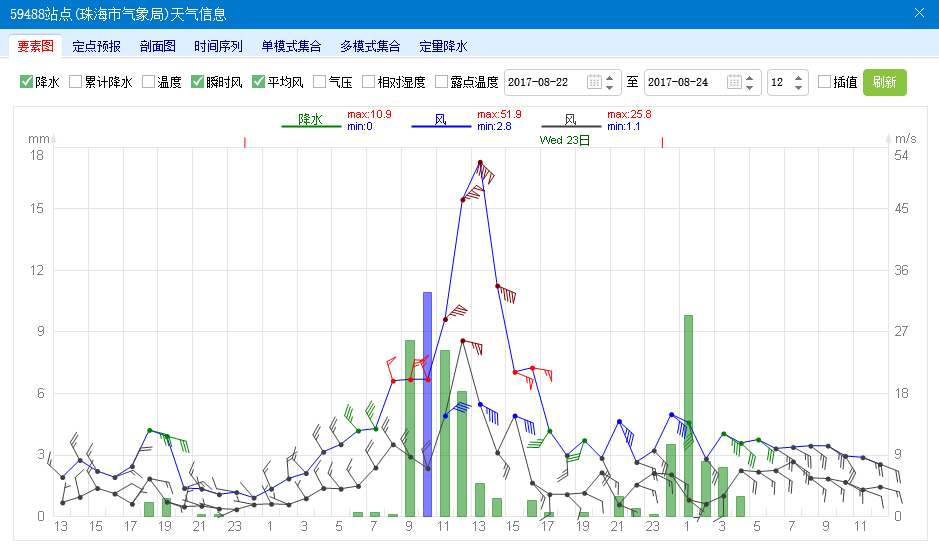 59488站点(珠海市气象局)天气信息
要素图 定点预报 剖面图 时间序列 单模式集合 多模式集合 定量降水
降水 累计降水 温度 瞬时风 平均风 气压 相对湿度 露点温度 2017-08-22 至 2017-08-24 12 插值 刷新
降水 max:10.9 min:0 风 max:51.9 min:2.8 风 max:25.8 min:1.1
mm Wed 23日 m/s
18 54
15 45
12 36
9 27
6 18
3 9
0 0
13 15 17 19 21 23 1 3 5 7 9 11 13 15 17 19 21 23 1 3 5 7 9 11